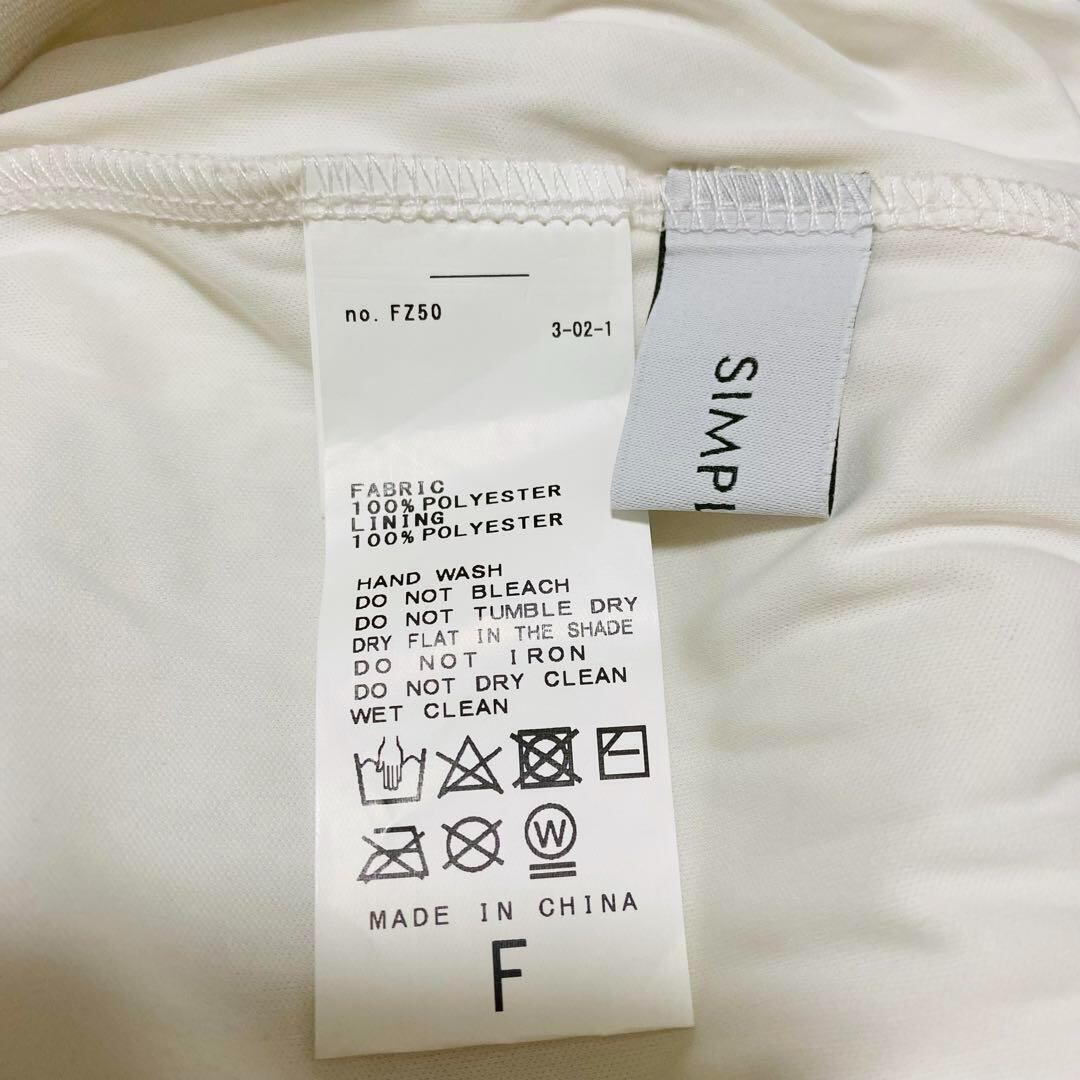 no. FZ50
3-02-1
FABRIC
100% POLYESTER
LINING
100% POLYESTER
HAND WASH
DO NOT BLEACH
DO NOT TUMBLE DRY
DRY FLAT IN THE SHADE
DO NOT IRON
DO NOT DRY CLEAN
WET CLEAN
W
MADE IN CHINA
F
SIMPL